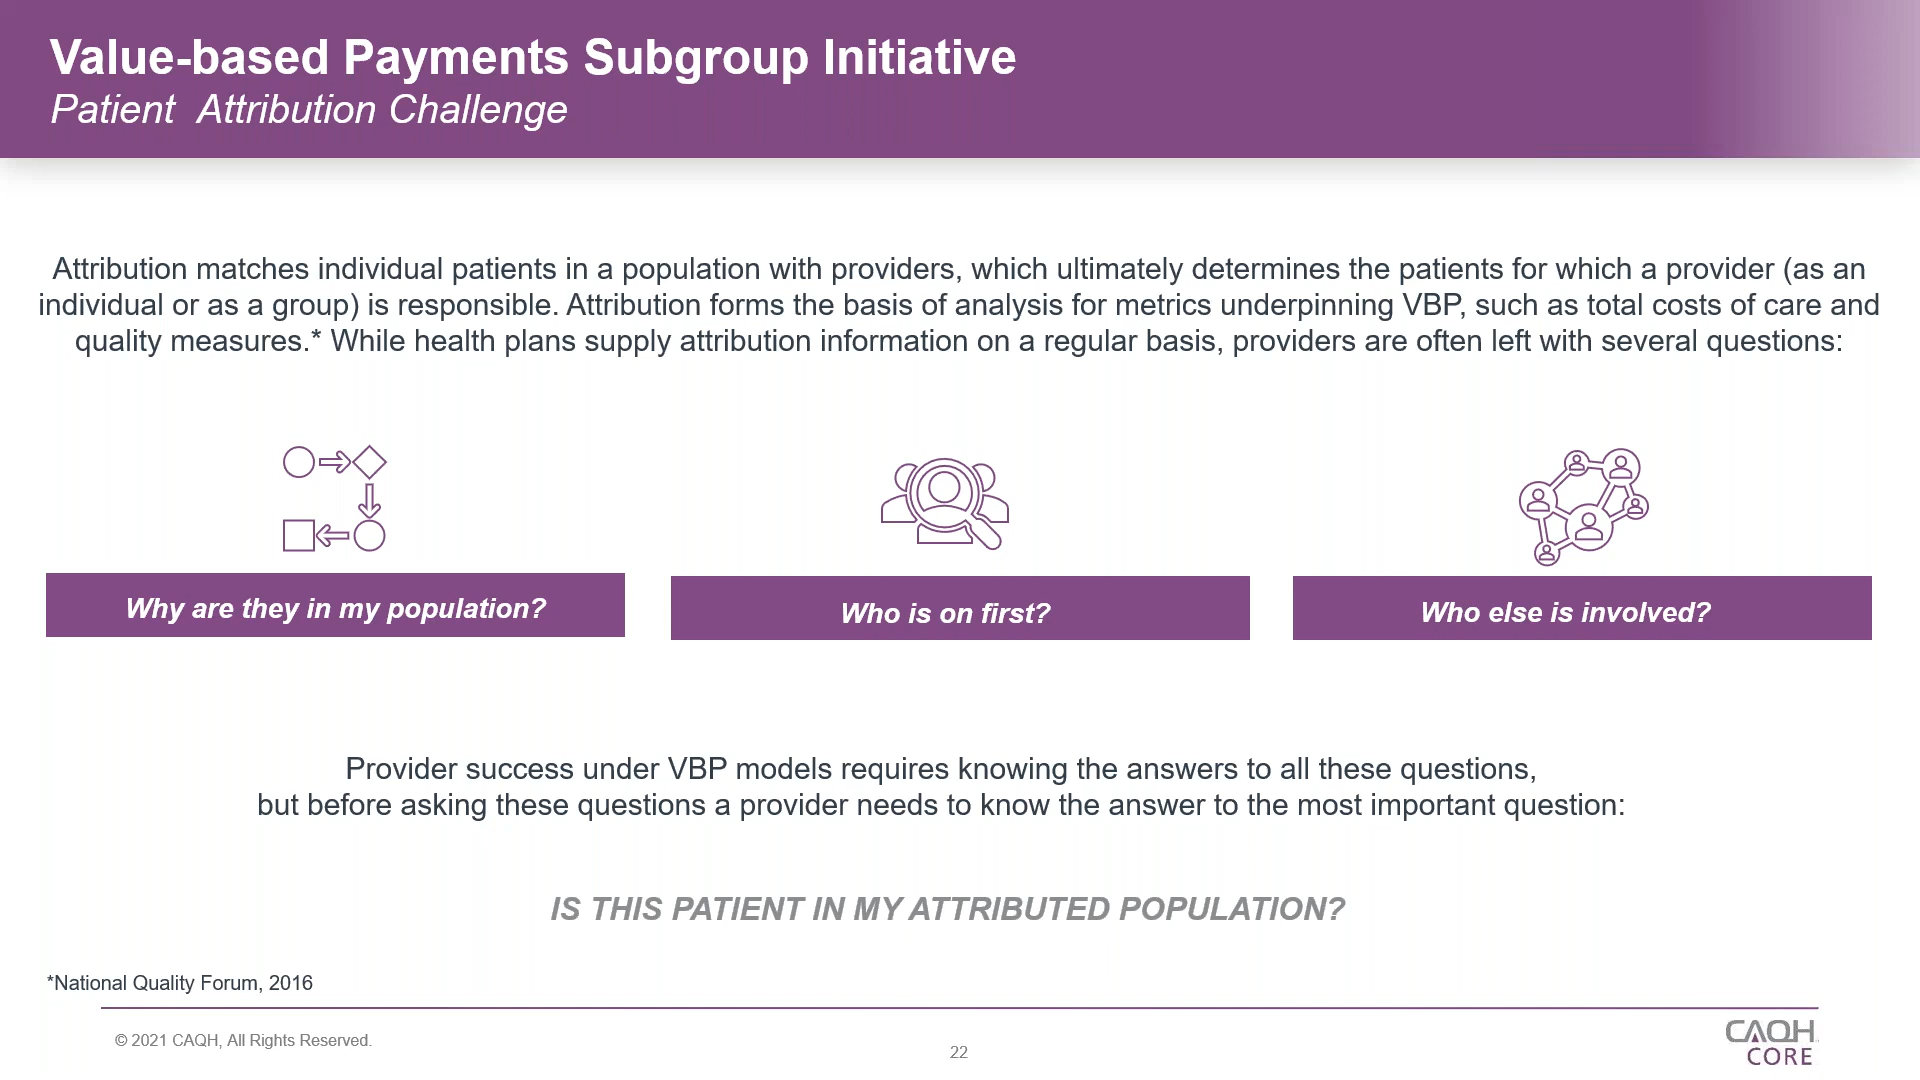 Value-based Payments Subgroup Initiative
Patient Attribution Challenge
Attribution matches individual patients in a population with providers, which ultimately determines the patients for which a provider (as an
individual or as a group) is responsible. Attribution forms the basis of analysis for metrics underpinning VBP, such as total costs of care and
quality measures.* While health plans supply attribution information on a regular basis, providers are often left with several questions:
Why are they in my population?
Who is on first?
Who else is involved?
Provider success under VBP models requires knowing the answers to all these questions,
but before asking these questions a provider needs to know the answer to the most important question:
IS THIS PATIENT IN MY ATTRIBUTED POPULATION?
*National Quality Forum, 2016
© 2021 CAQH, All Rights Reserved.
22
CAQH
CORE